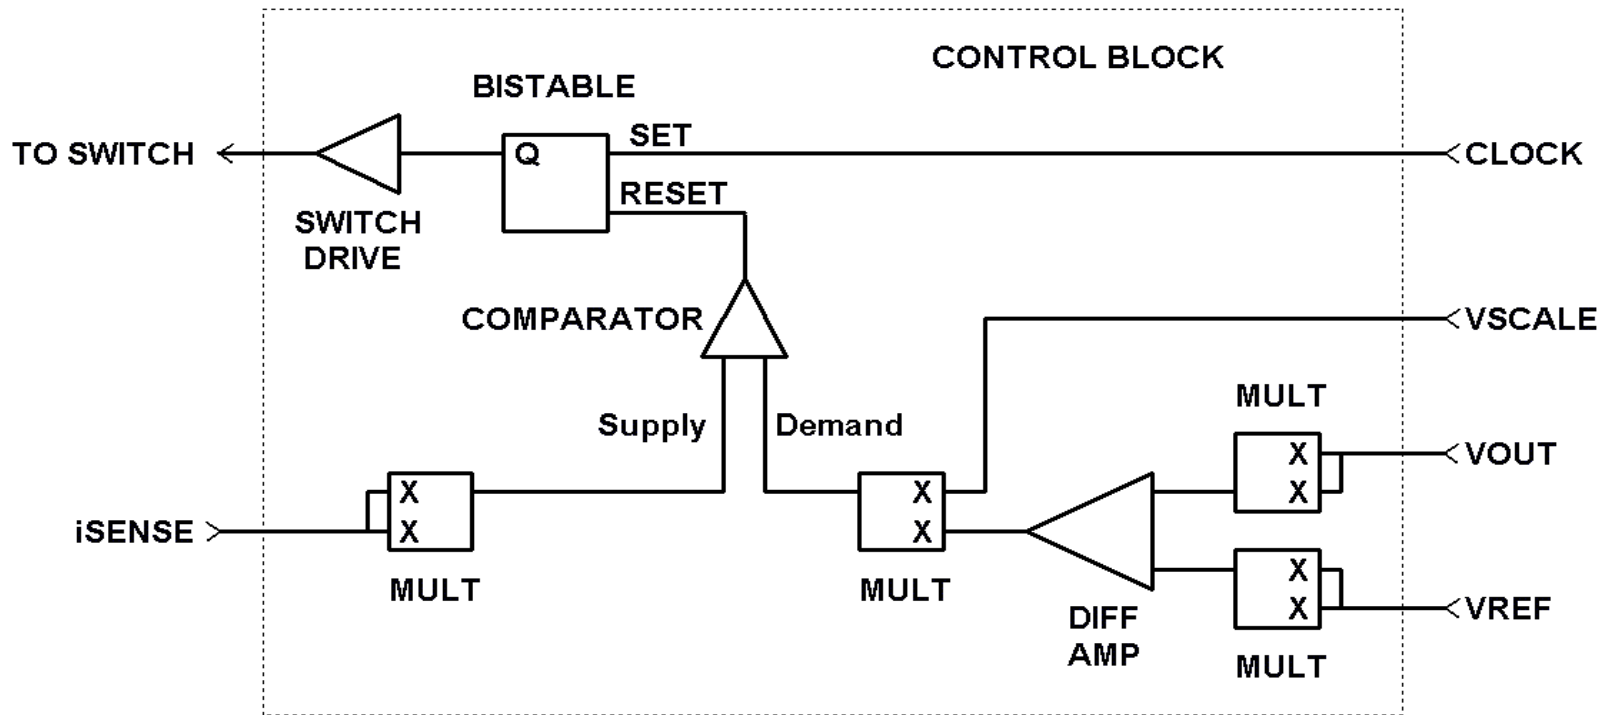 CONTROL BLOCK
BISTABLE
TO SWITCH
Q
SET
CLOCK
RESET
SWITCH
DRIVE
COMPARATOR
VSCALE
MULT
Supply
Demand
X
VOUT
X
X
X
X
X
iSENSE
X
X
VREF
MULT
MULT
DIFF
AMP
MULT